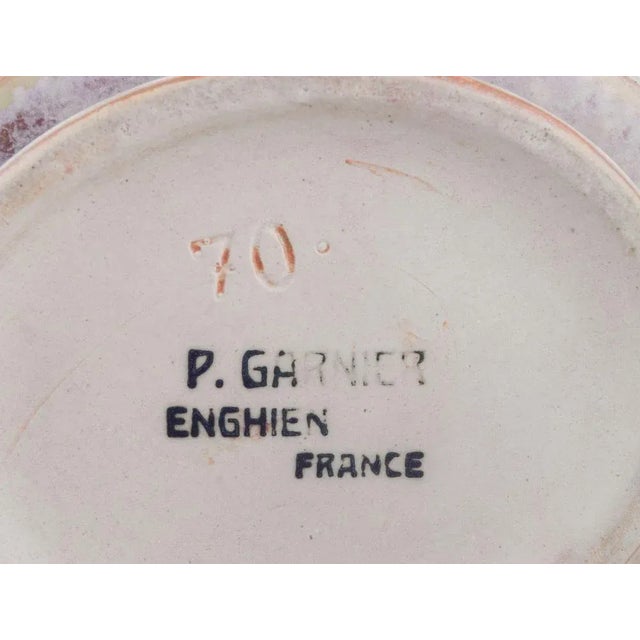 70.
P. GARNIER
ENGHIEN
FRANCE